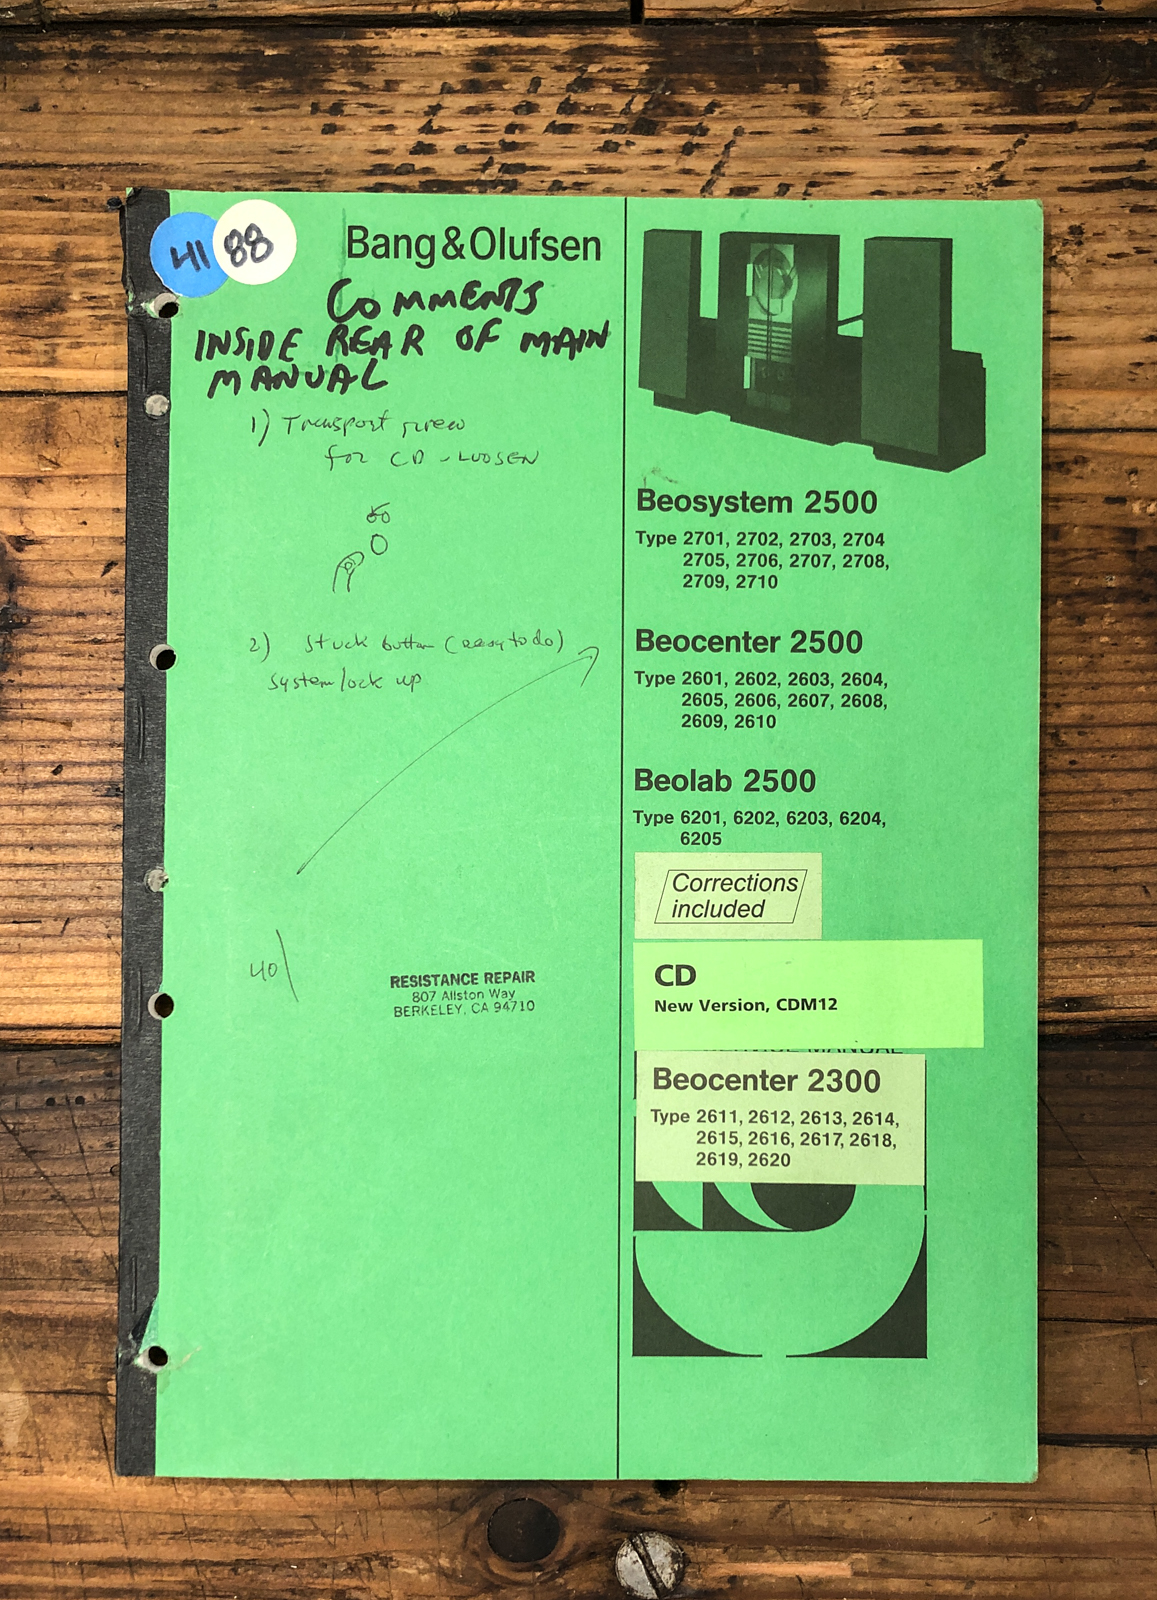 41
88
Bang&Olufsen
COMMENTS
INSIDE REAR OF MAIN
MANUAL
1) Transport screw
for CD - LOOSEN
2) Stuck button (easy to do)
system lock up
40
RESISTANCE REPAIR
807 Allston Way
BERKELEY, CA 94710
Beosystem 2500
Type 2701, 2702, 2703, 2704
2705, 2706, 2707, 2708,
2709, 2710
Beocenter 2500
Type 2601, 2602, 2603, 2604,
2605, 2606, 2607, 2608,
2609, 2610
Beolab 2500
Type 6201, 6202, 6203, 6204,
6205
Corrections
included
CD
New Version, CDM12
SERVICE MANUAL
Beocenter 2300
Type 2611, 2612, 2613, 2614,
2615, 2616, 2617, 2618,
2619, 2620